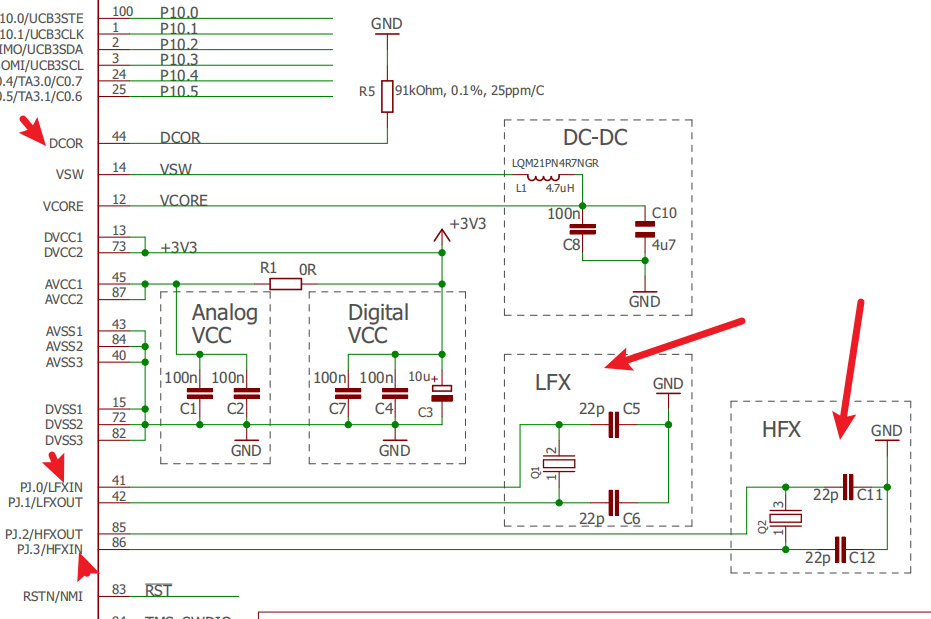 10.0/UCB3STE 100 P10.0
10.1/UCB3CLK 1 P10.1
IMO/UCB3SDA 2 P10.2
OMI/UCB3SCL 3 P10.3
0.4/TA3.0/C0.7 24 P10.4
0.5/TA3.1/C0.6 25 P10.5
GND
R5 91kOhm, 0.1%, 25ppm/C
DCOR 44 DCOR
VSW 14 VSW
VCORE 12 VCORE
DC-DC
LQM21PN4R7NGR
L1 4.7uH
100n C10
C8 4u7
GND
DVCC1 13
DVCC2 73 +3V3
+3V3
AVCC1 45
AVCC2 87
R1 0R
AVSS1 43
AVSS2 84
AVSS3 40
Analog
VCC
100n 100n
C1 C2
GND
Digital
VCC
100n 100n 10u+
C7 C4 C3
GND
DVSS1 15
DVSS2 72
DVSS3 82
LFX
GND
22p C5
Q1 2
1
22p C6
HFX
GND
22p C11
Q2 3
1
22p C12
PJ.0/LFXIN 41
PJ.1/LFXOUT 42
PJ.2/HFXOUT 85
PJ.3/HFXIN 86
RSTN/NMI 83 RST